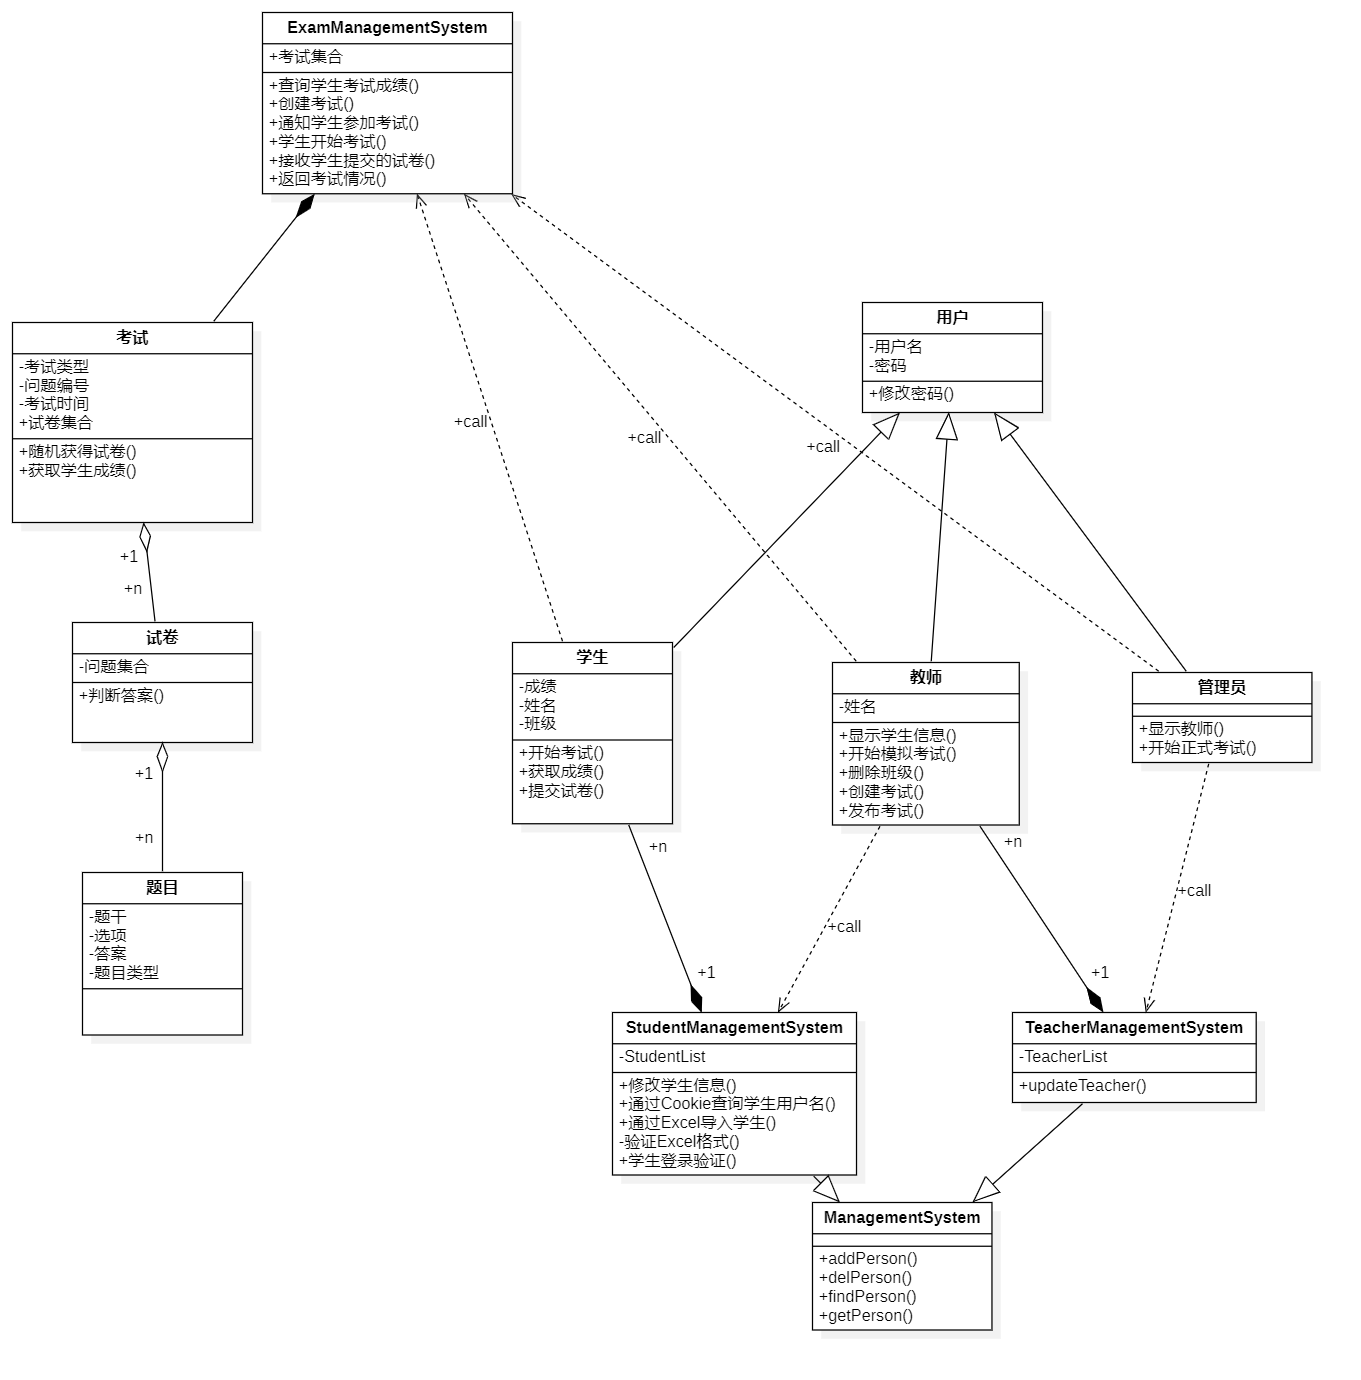 ExamManagementSystem
+考试集合
+查询学生考试成绩()
+创建考试()
+通知学生参加考试()
+学生开始考试()
+接收学生提交的试卷()
+返回考试情况()
考试
-考试类型
-问题编号
-考试时间
+试卷集合
+随机获得试卷()
+获取学生成绩()
+1
+n
试卷
-问题集合
+判断答案()
+1
+n
题目
-题干
-选项
-答案
-题目类型
+call
+call
+call
用户
-用户名
-密码
+修改密码()
学生
-成绩
-姓名
-班级
+开始考试()
+获取成绩()
+提交试卷()
教师
-姓名
+显示学生信息()
+开始模拟考试()
+删除班级()
+创建考试()
+发布考试()
管理员
+显示教师()
+开始正式考试()
+n
+1
+call
+n
+1
+call
StudentManagementSystem
-StudentList
+修改学生信息()
+通过Cookie查询学生用户名()
+通过Excel导入学生()
-验证Excel格式()
+学生登录验证()
TeacherManagementSystem
-TeacherList
+updateTeacher()
ManagementSystem
+addPerson()
+delPerson()
+findPerson()
+getPerson()